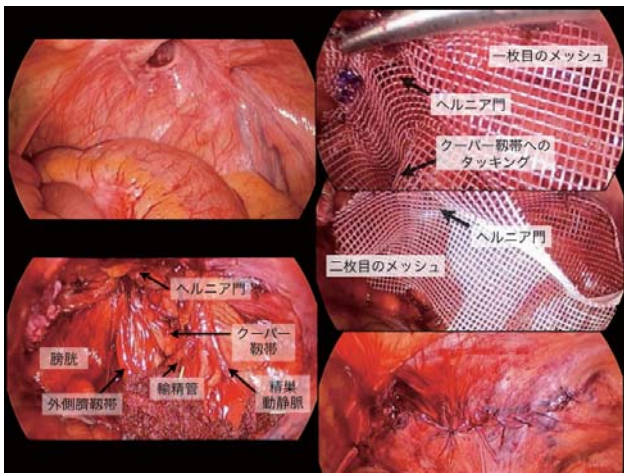 一枚目のメッシュ
ヘルニア門
クーパー靱帯への
タッキング
ヘルニア門
二枚目のメッシュ
ヘルニア門
クーパー
靱帯
膀胱
外側臍靱帯
輸精管
精巣
動静脈